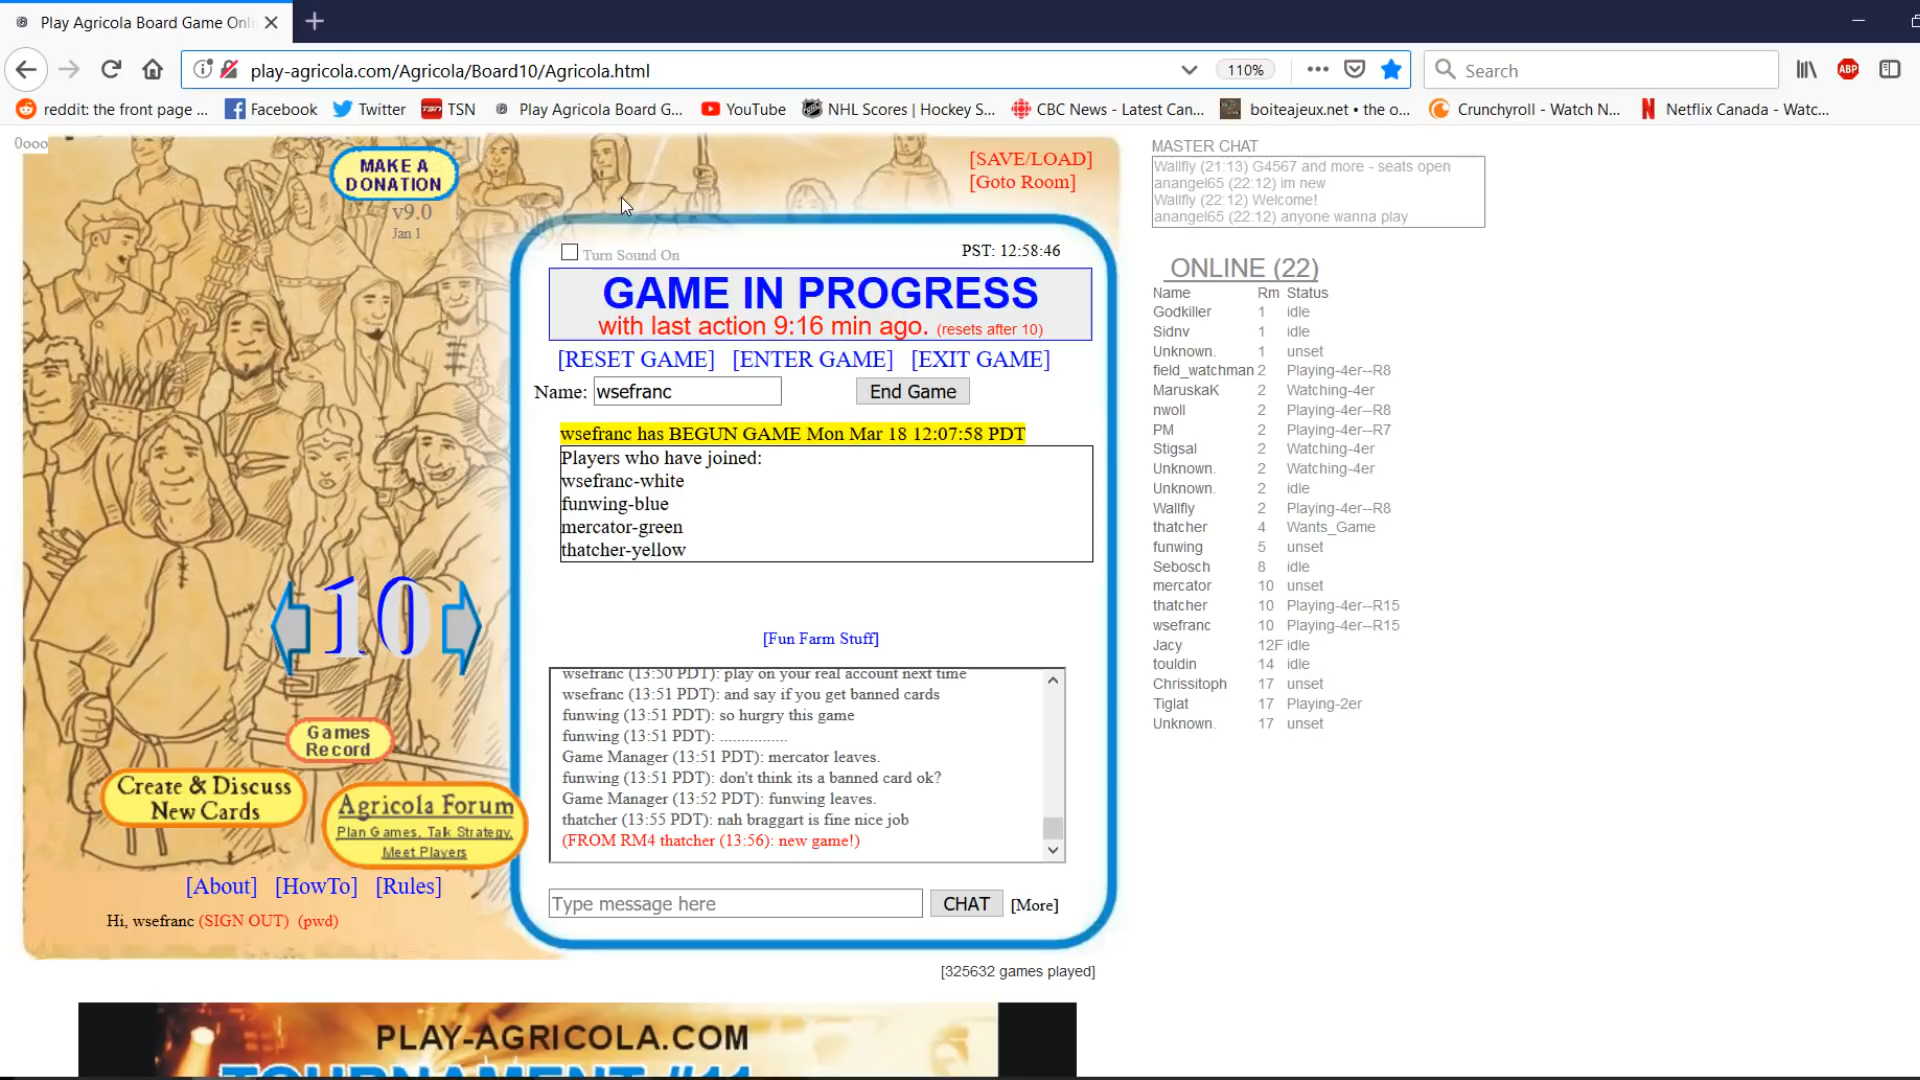 Play Agricola Board Game Onli
play-agricola.com/Agricola/Board10/Agricola.html
110%
Search
ABP
reddit: the front page ...
Facebook
Twitter
TSN
Play Agricola Board G...
YouTube
NHL Scores | Hockey S...
CBC News - Latest Can...
boiteajeux.net • the o...
Crunchyroll - Watch N...
Netflix Canada - Watc...
0ooo
MAKE A
DONATION
v9.0
Jan 1
[SAVE/LOAD]
[Goto Room]
Turn Sound On
PST: 12:58:46
GAME IN PROGRESS
with last action 9:16 min ago. (resets after 10)
[RESET GAME] [ENTER GAME] [EXIT GAME]
Name: wsefranc
End Game
wsefranc has BEGUN GAME Mon Mar 18 12:07:58 PDT
Players who have joined:
wsefranc-white
funwing-blue
mercator-green
thatcher-yellow
10
[Fun Farm Stuff]
wsefranc (13:50 PDT): play on your real account next time
wsefranc (13:51 PDT): and say if you get banned cards
funwing (13:51 PDT): so hurgry this game
funwing (13:51 PDT): ................
Game Manager (13:51 PDT): mercator leaves.
funwing (13:51 PDT): don't think its a banned card ok?
Game Manager (13:52 PDT): funwing leaves.
thatcher (13:55 PDT): nah braggart is fine nice job
(FROM RM4 thatcher (13:56): new game!)
Type message here
CHAT
[More]
Games
Record
Create & Discuss
New Cards
Agricola Forum
Plan Games, Talk Strategy,
Meet Players
[About] [HowTo] [Rules]
Hi, wsefranc (SIGN OUT) (pwd)
[325632 games played]
PLAY-AGRICOLA.COM
TOURNAMENT #11
MASTER CHAT
Wallfly (21:13) G4567 and more - seats open
anangel65 (22:12) im new
Wallfly (22:12) Welcome!
anangel65 (22:12) anyone wanna play
ONLINE (22)
Name Rm Status
Godkiller 1 idle
Sidnv 1 idle
Unknown. 1 unset
field_watchman 2 Playing-4er--R8
MaruskaK 2 Watching-4er
nwoll 2 Playing-4er--R8
PM 2 Playing-4er--R7
Stigsal 2 Watching-4er
Unknown. 2 Watching-4er
Unknown. 2 idle
Wallfly 2 Playing-4er--R8
thatcher 4 Wants_Game
funwing 5 unset
Sebosch 8 idle
mercator 10 unset
thatcher 10 Playing-4er--R15
wsefranc 10 Playing-4er--R15
Jacy 12F idle
touldin 14 idle
Chrissitoph 17 unset
Tiglat 17 Playing-2er
Unknown. 17 unset